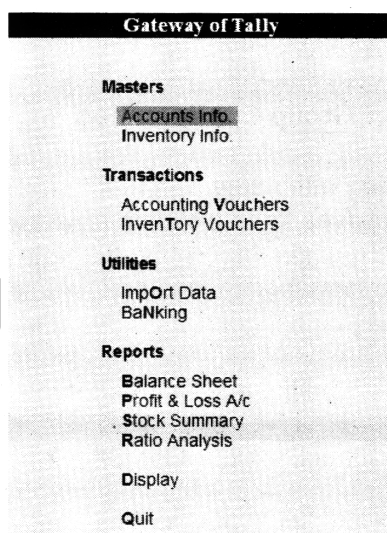 Gateway of Tally
Masters
Accounts Info.
Inventory Info.
Transactions
Accounting Vouchers
InvenTory Vouchers
Utilities
ImpOrt Data
BaNking
Reports
Balance Sheet
Profit & Loss A/c
Stock Summary
Ratio Analysis
Display
Quit